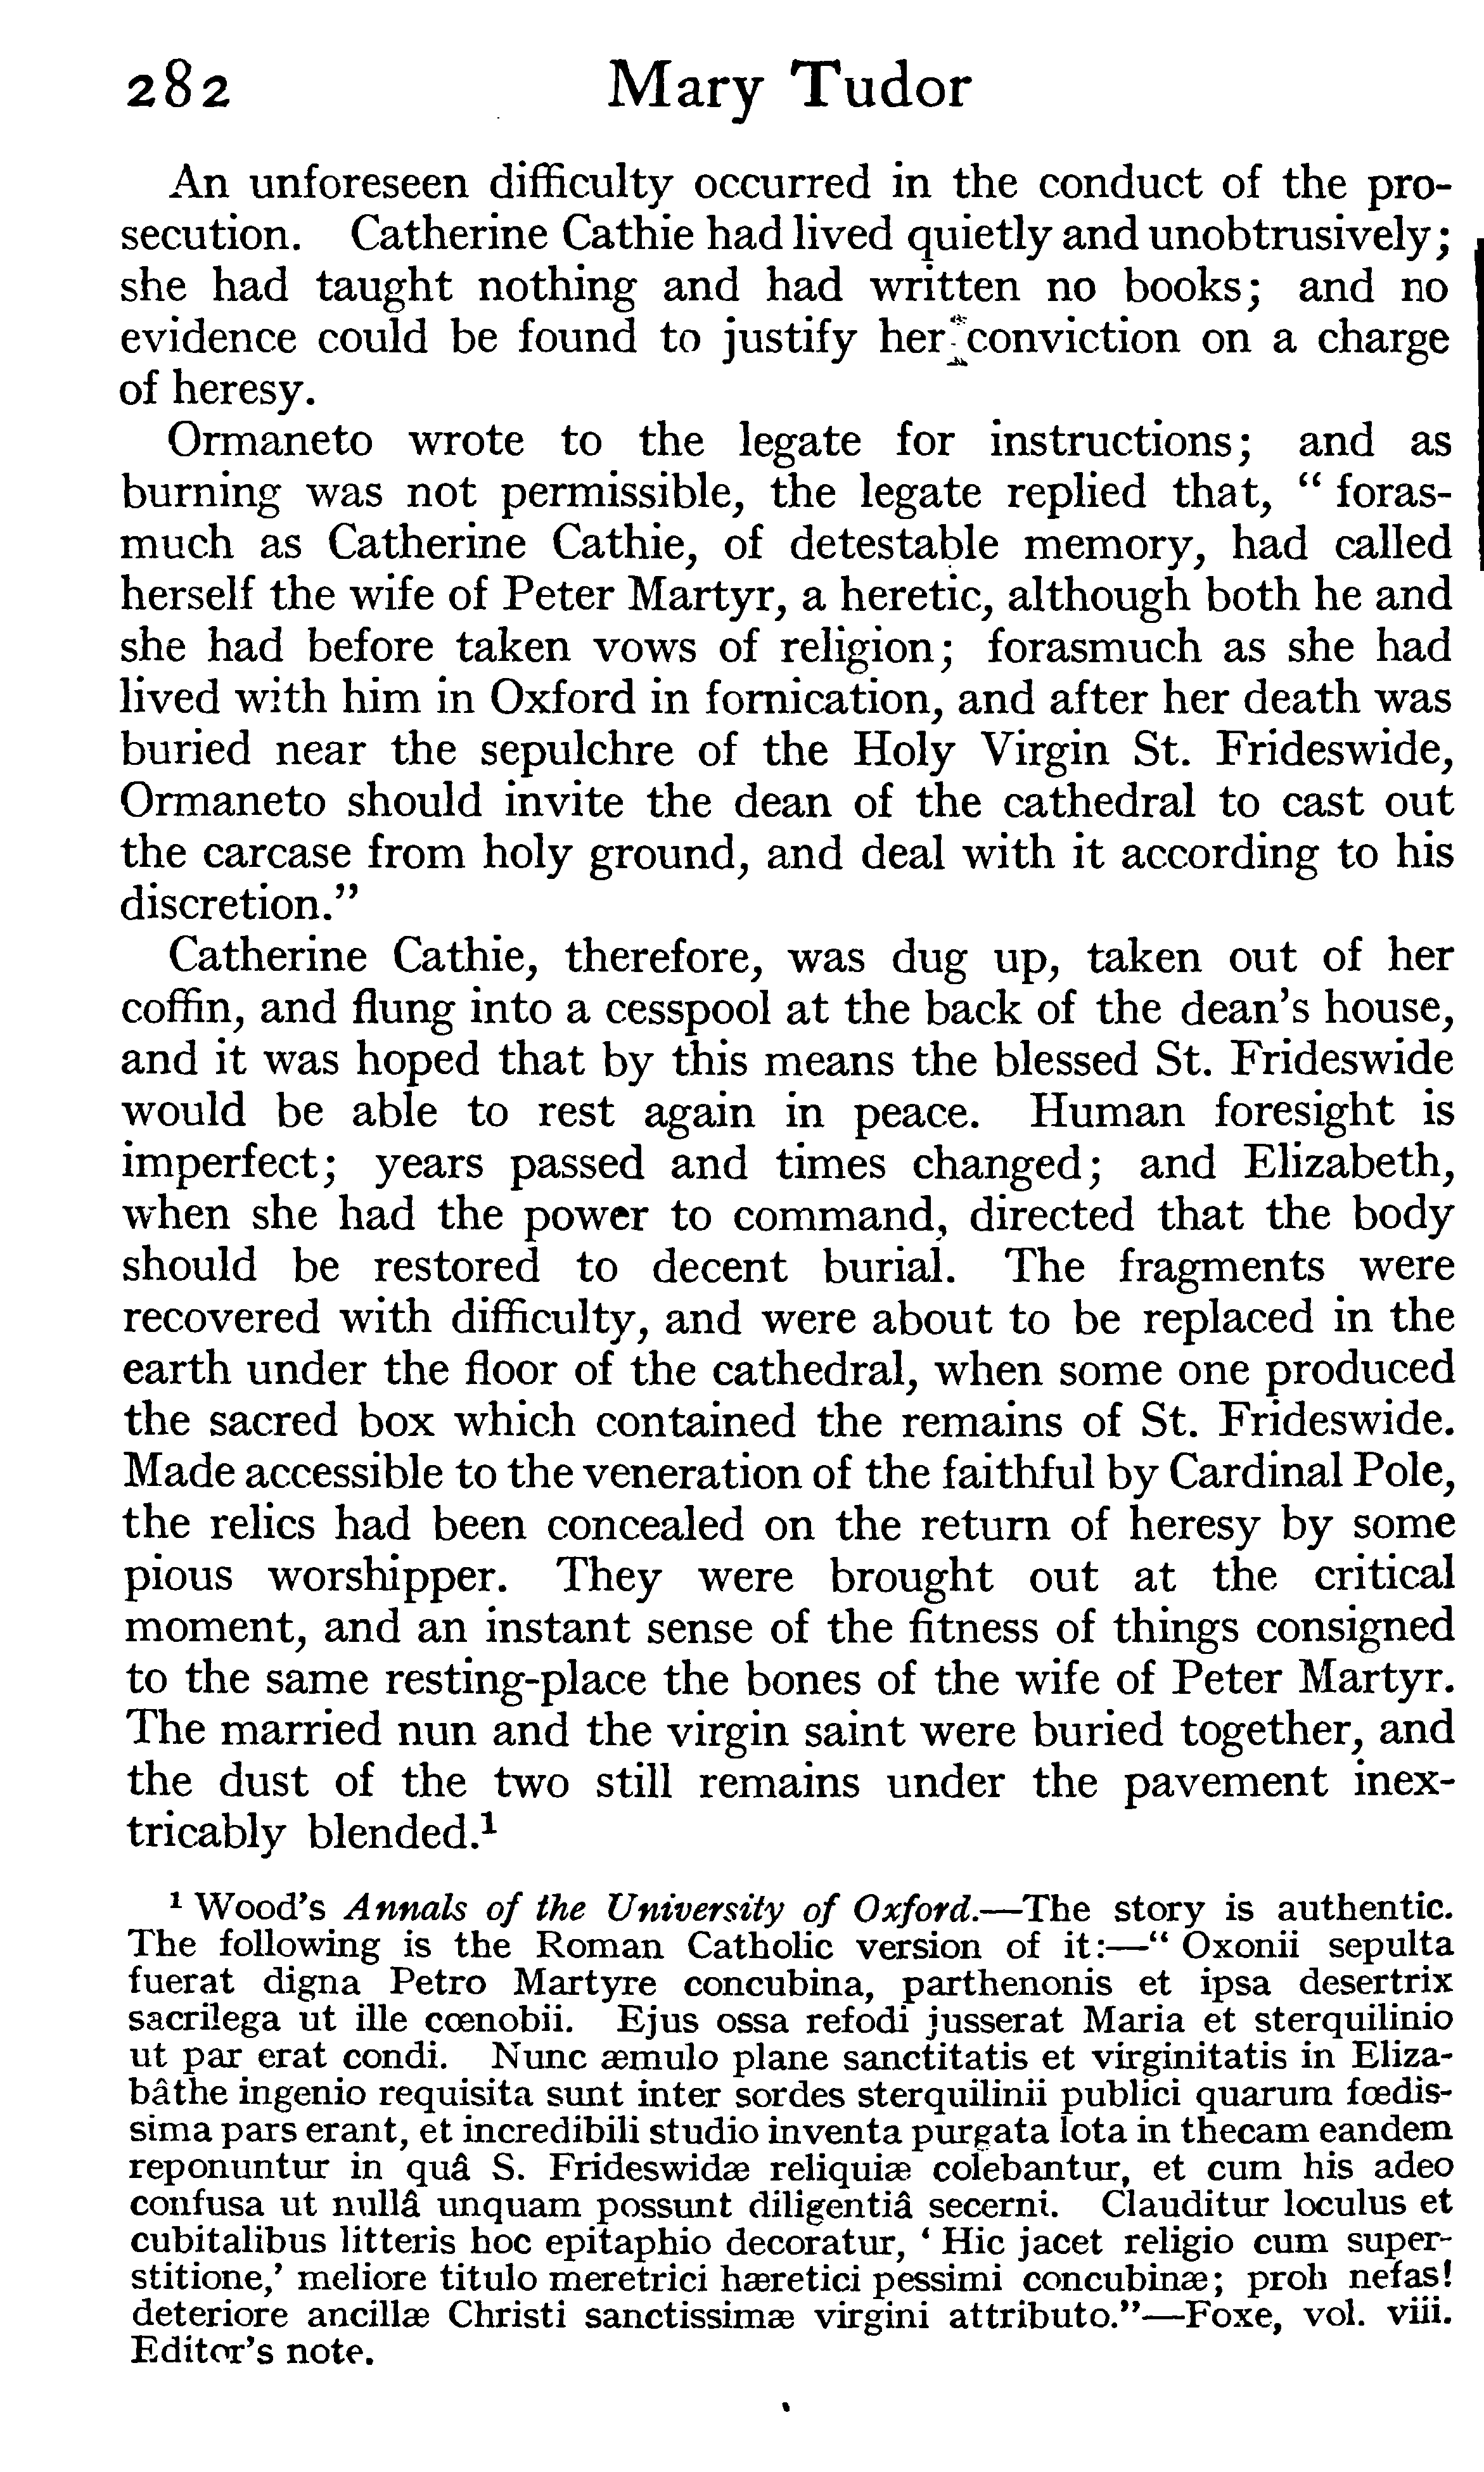 282 Mary Tudor
An unforeseen difficulty occurred in the conduct of the pro-
secution. Catherine Cathie had lived quietly and unobtrusively;
she had taught nothing and had written no books; and no
evidence could be found to justify her conviction on a charge
of heresy.
Ormaneto wrote to the legate for instructions; and as
burning was not permissible, the legate replied that, “ foras-
much as Catherine Cathie, of detestable memory, had called
herself the wife of Peter Martyr, a heretic, although both he and
she had before taken vows of religion; forasmuch as she had
lived with him in Oxford in fornication, and after her death was
buried near the sepulchre of the Holy Virgin St. Frideswide,
Ormaneto should invite the dean of the cathedral to cast out
the carcase from holy ground, and deal with it according to his
discretion.”
Catherine Cathie, therefore, was dug up, taken out of her
coffin, and flung into a cesspool at the back of the dean’s house,
and it was hoped that by this means the blessed St. Frideswide
would be able to rest again in peace. Human foresight is
imperfect; years passed and times changed; and Elizabeth,
when she had the power to command, directed that the body
should be restored to decent burial. The fragments were
recovered with difficulty, and were about to be replaced in the
earth under the floor of the cathedral, when some one produced
the sacred box which contained the remains of St. Frideswide.
Made accessible to the veneration of the faithful by Cardinal Pole,
the relics had been concealed on the return of heresy by some
pious worshipper. They were brought out at the critical
moment, and an instant sense of the fitness of things consigned
to the same resting-place the bones of the wife of Peter Martyr.
The married nun and the virgin saint were buried together, and
the dust of the two still remains under the pavement inex-
tricably blended.¹
¹ Wood’s Annals of the University of Oxford.—The story is authentic.
The following is the Roman Catholic version of it:—“ Oxonii sepulta
fuerat digna Petro Martyre concubina, parthenonis et ipsa desertrix
sacrilega ut ille cœnobii. Ejus ossa refodi jusserat Maria et sterquilinio
ut par erat condi. Nunc æmulo plane sanctitatis et virginitatis in Eliza-
bâthe ingenio requisita sunt inter sordes sterquilinii publici quarum fœdis-
sima pars erant, et incredibili studio inventa purgata lota in thecam eandem
reponuntur in quâ S. Frideswidæ reliquiæ colebantur, et cum his adeo
confusa ut nullâ unquam possunt diligentiâ secerni. Clauditur loculus et
cubitalibus litteris hoc epitaphio decoratur, ‘ Hic jacet religio cum super-
stitione,’ meliore titulo meretrici hæretici pessimi concubinæ; proh nefas!
deteriore ancillæ Christi sanctissimæ virgini attributo.”—Foxe, vol. viii.
Editor’s note.